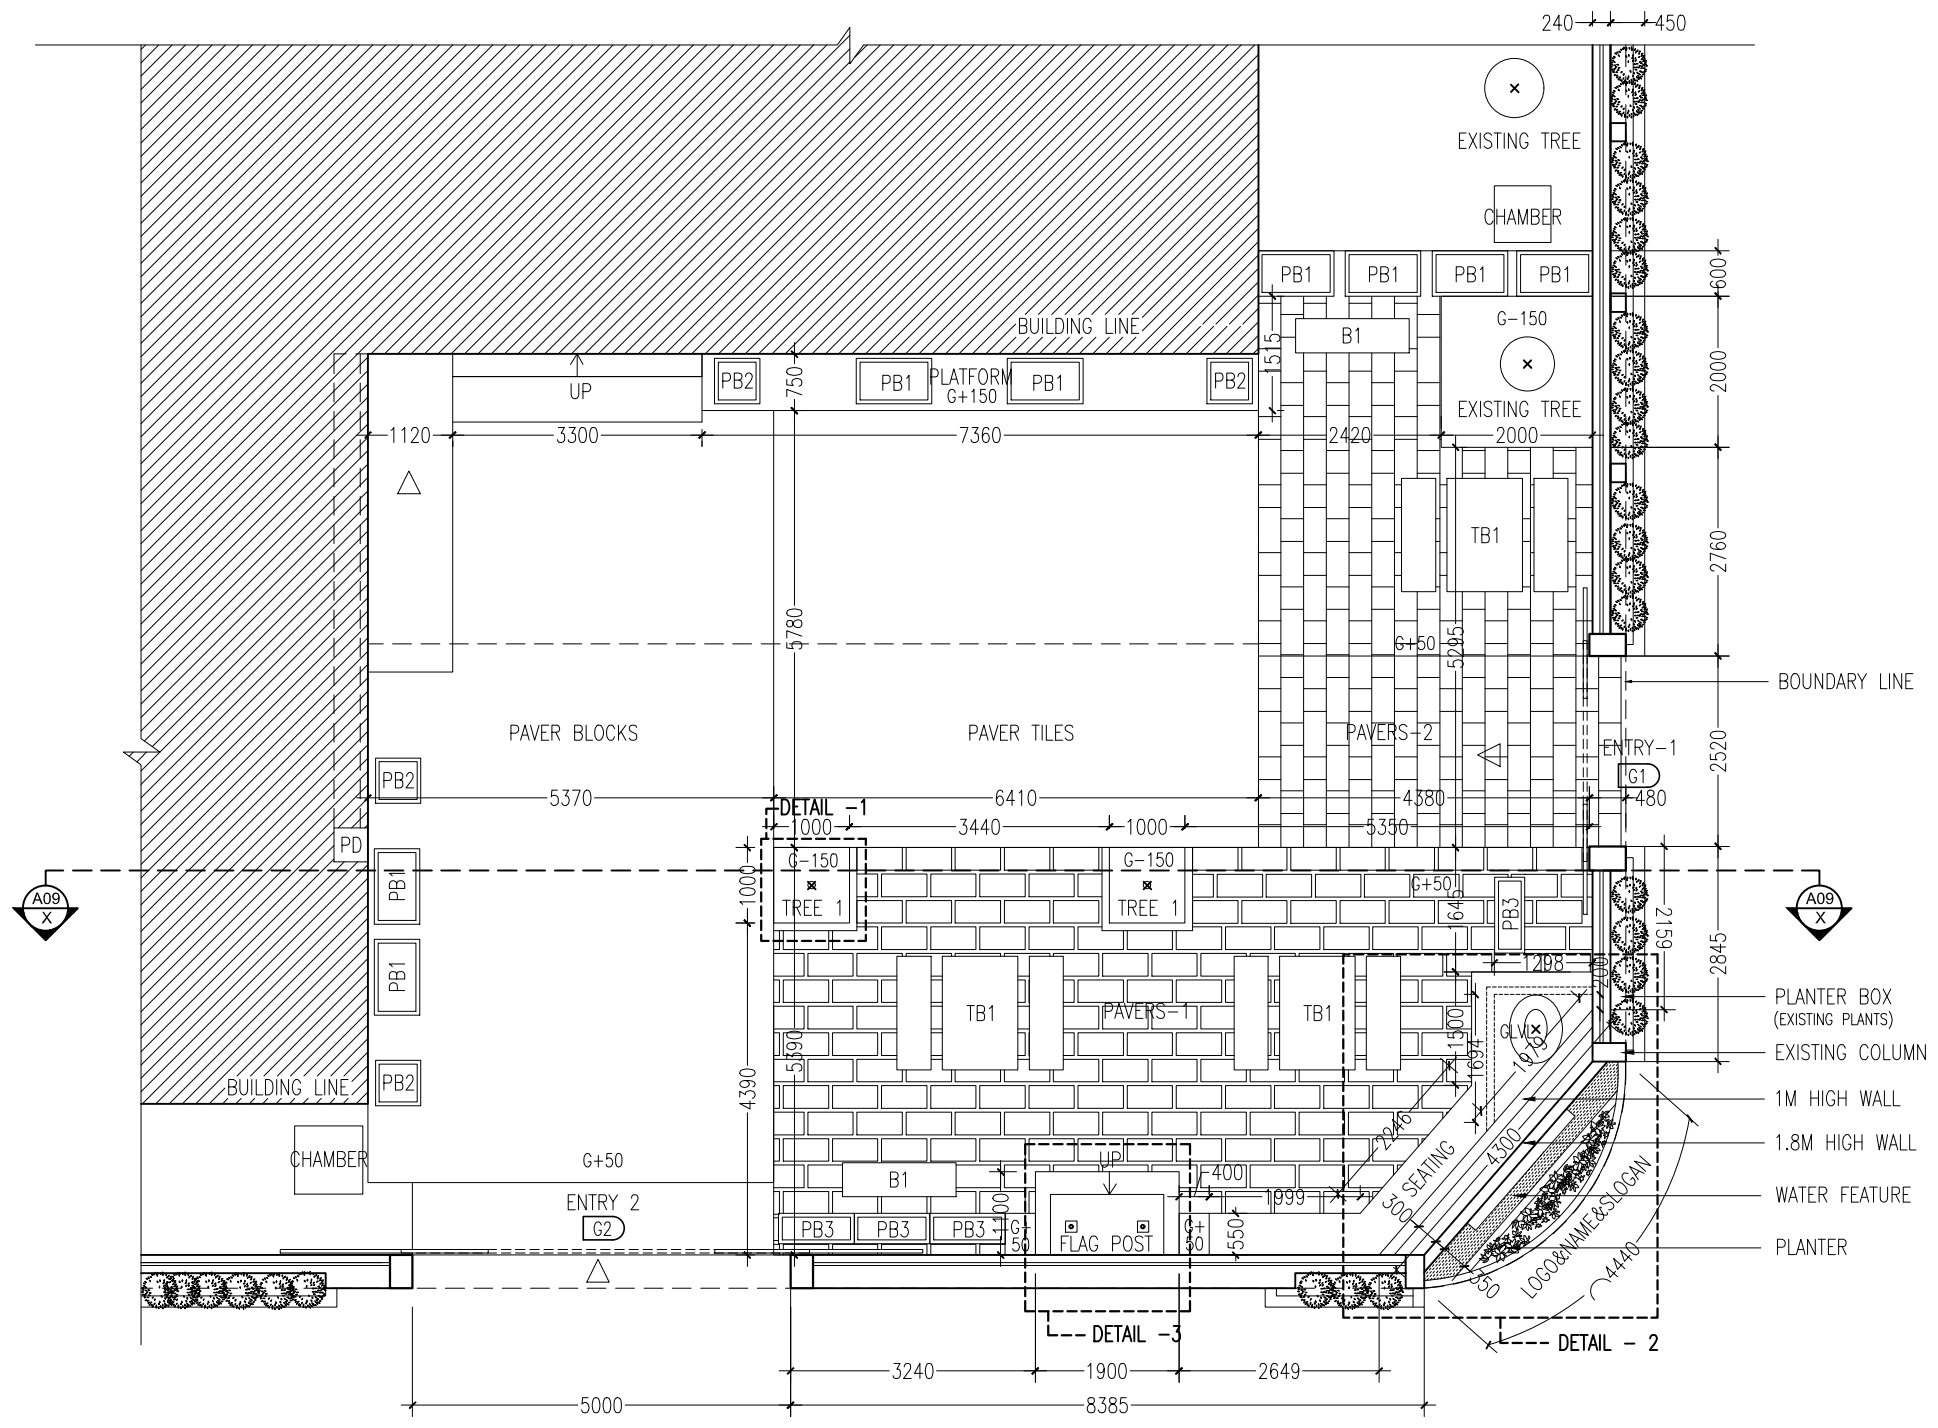 240
450
EXISTING TREE
CHAMBER
600
PB1
PB1
PB1
PB1
BUILDING LINE
B1
G-150
1515
2000
EXISTING TREE
UP
PB2
750
PB1
PLATFORM
G+150
PB1
PB2
1120
3300
7360
2420
2000
TB1
2760
5780
G+50
5295
BOUNDARY LINE
PAVER BLOCKS
PAVER TILES
PAVERS-2
ENTRY-1
G1
2520
PB2
5370
6410
4380
480
DETAIL -1
1000
3440
1000
5350
PD
G-150
G-150
PB1
1000
TREE 1
TREE 1
G+50
1645
PB3
2159
2845
A09
X
A09
X
PB1
1298
200
TB1
PAVERS-1
TB1
PLANTER BOX
(EXISTING PLANTS)
GLVL
1500
1694
1979
EXISTING COLUMN
5390
4390
PB2
BUILDING LINE
1M HIGH WALL
2246
4300
1.8M HIGH WALL
CHAMBER
G+50
UP
400
B1
1999
SEATING
300
WATER FEATURE
ENTRY 2
G2
1100
PB3
PB3
PB3
G-
50
FLAG POST
G+
50
550
PLANTER
350
LOGO&NAME&SLOGAN
4440
DETAIL -3
DETAIL - 2
3240
1900
2649
5000
8385